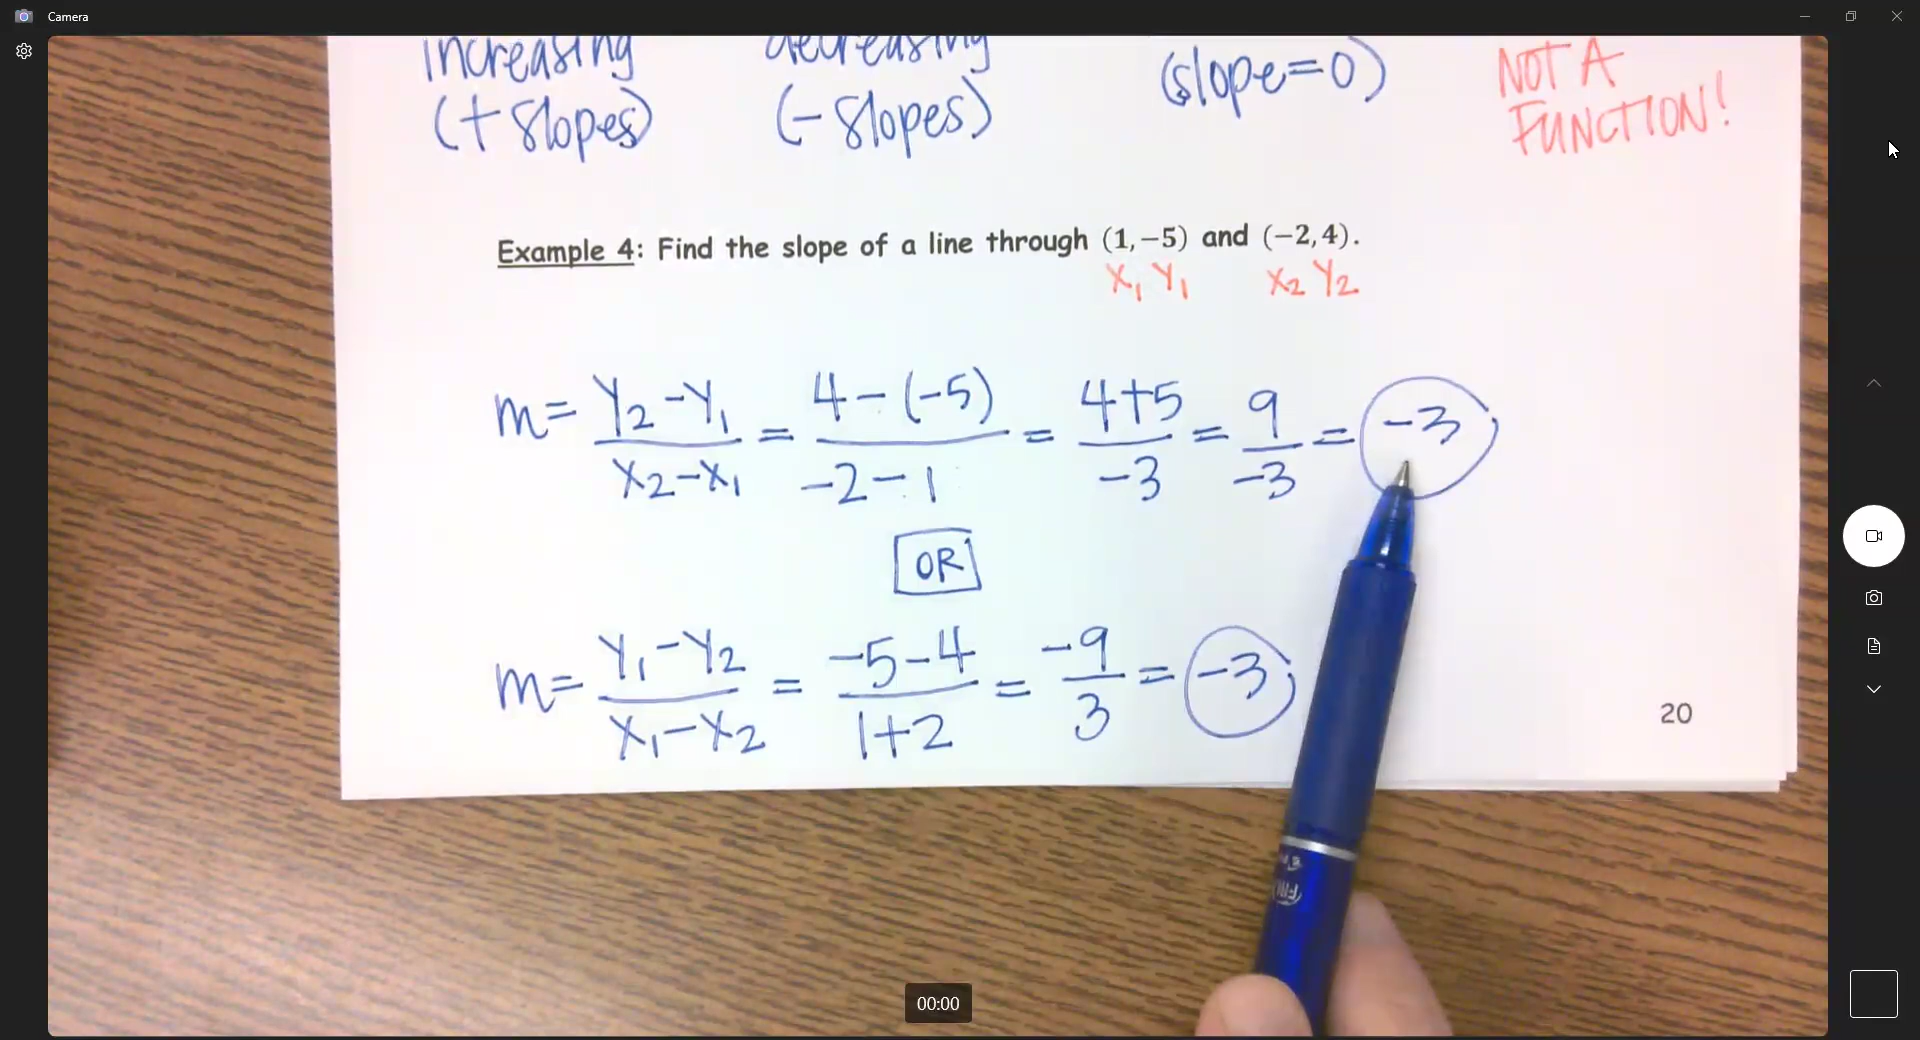 Camera
increasing decreasing (slope=0) NOT A
(+ slopes) (- slopes) FUNCTION!
Example 4: Find the slope of a line through (1,−5) and (−2,4).
x₁ y₁ x₂ y₂
m = (y₂ - y₁)/(x₂ - x₁) = (4 - (-5))/(-2 - 1) = (4+5)/(-3) = 9/(-3) = -3
OR
m = (y₁ - y₂)/(x₁ - x₂) = (-5 - 4)/(1+2) = (-9)/3 = -3
20
00:00